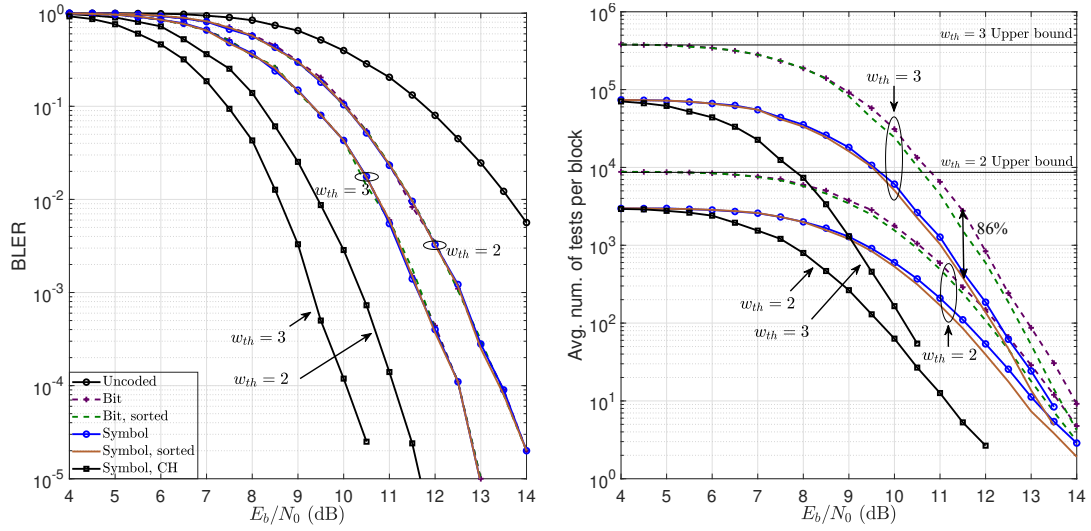 10^0
10^-1
10^-2
10^-3
10^-4
10^-5
BLER
w_th = 3
w_th = 2
w_th = 3
w_th = 2
Uncoded
Bit
Bit, sorted
Symbol
Symbol, sorted
Symbol, CH
4 5 6 7 8 9 10 11 12 13 14
E_b/N_0 (dB)
10^6
10^5
10^4
10^3
10^2
10^1
10^0
Avg. num. of tests per block
w_th = 3 Upper bound
w_th = 3
w_th = 2 Upper bound
86%
w_th = 2
w_th = 3
w_th = 2
4 5 6 7 8 9 10 11 12 13 14
E_b/N_0 (dB)